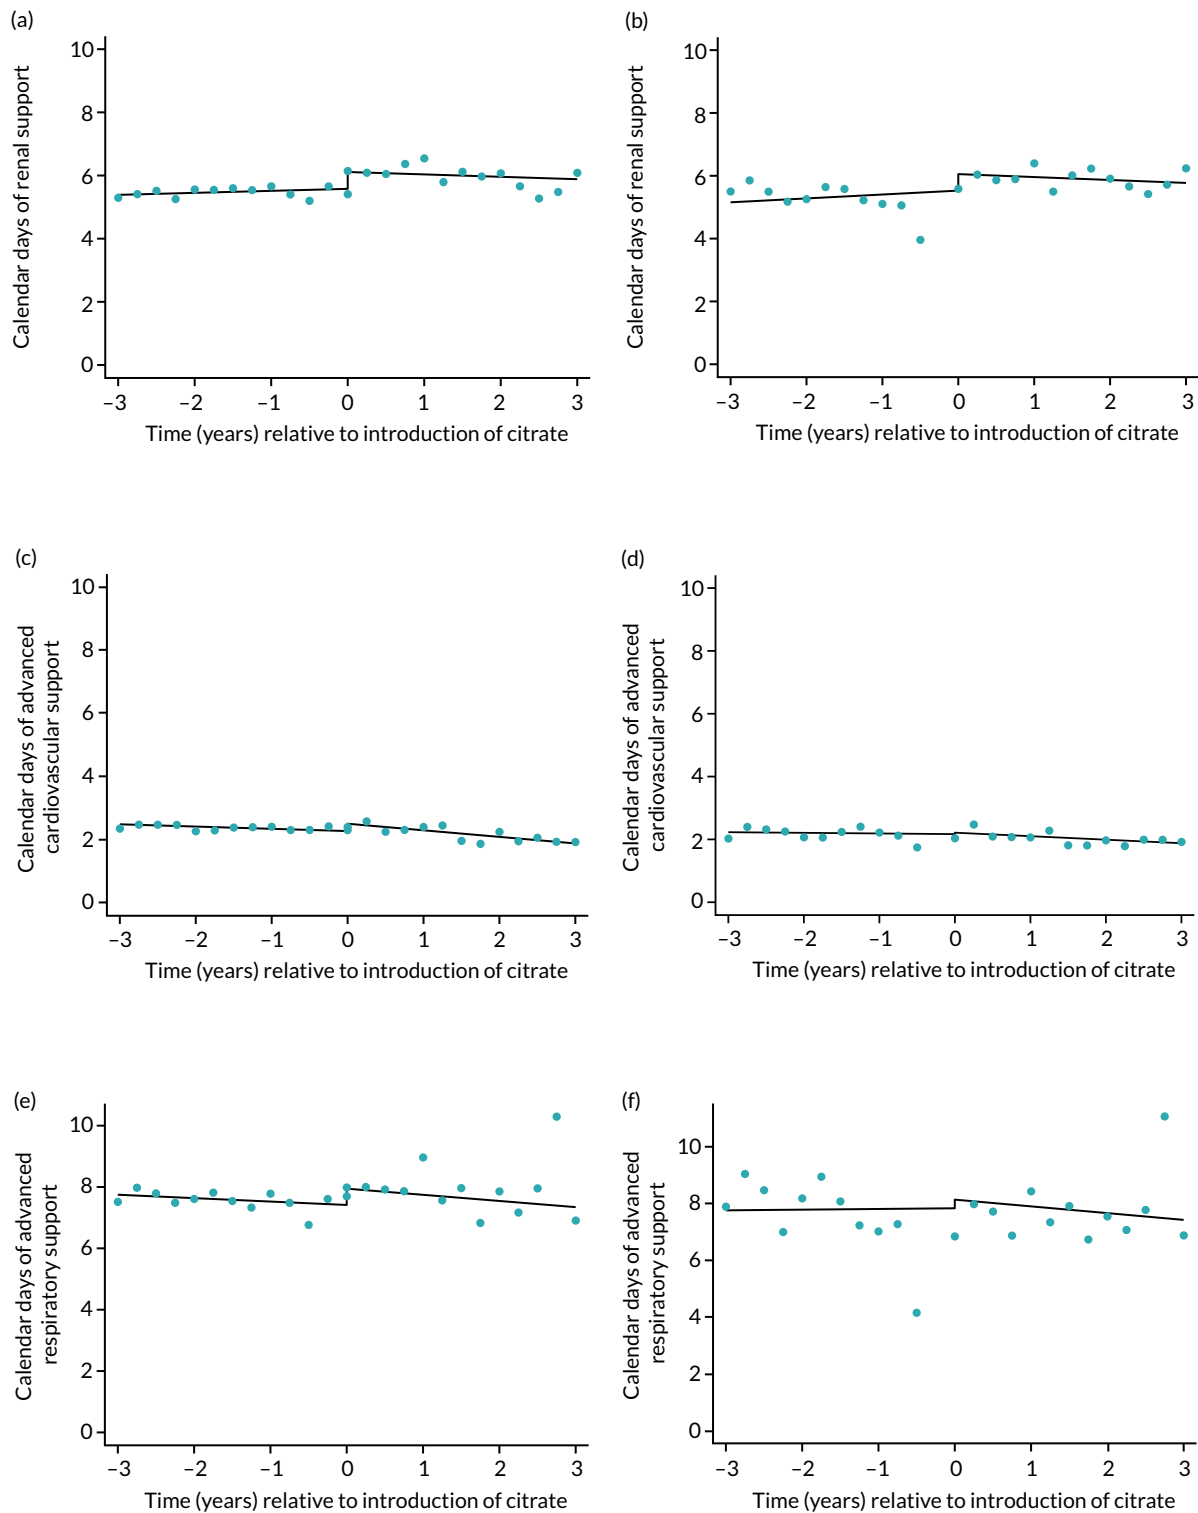 (a)
Calendar days of renal support
10
8
6
4
2
0
–3 –2 –1 0 1 2 3
Time (years) relative to introduction of citrate
(b)
Calendar days of renal support
10
8
6
4
2
0
–3 –2 –1 0 1 2 3
Time (years) relative to introduction of citrate
(c)
Calendar days of advanced
cardiovascular support
10
8
6
4
2
0
–3 –2 –1 0 1 2 3
Time (years) relative to introduction of citrate
(d)
Calendar days of advanced
cardiovascular support
10
8
6
4
2
0
–3 –2 –1 0 1 2 3
Time (years) relative to introduction of citrate
(e)
Calendar days of advanced
respiratory support
10
8
6
4
2
0
–3 –2 –1 0 1 2 3
Time (years) relative to introduction of citrate
(f)
Calendar days of advanced
respiratory support
10
8
6
4
2
0
–3 –2 –1 0 1 2 3
Time (years) relative to introduction of citrate